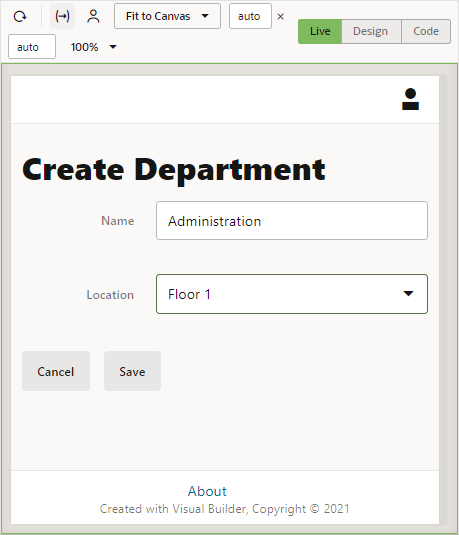 Fit to Canvas auto × Live Design Code
auto 100%
Create Department
Name Administration
Location Floor 1
Cancel Save
About
Created with Visual Builder, Copyright © 2021